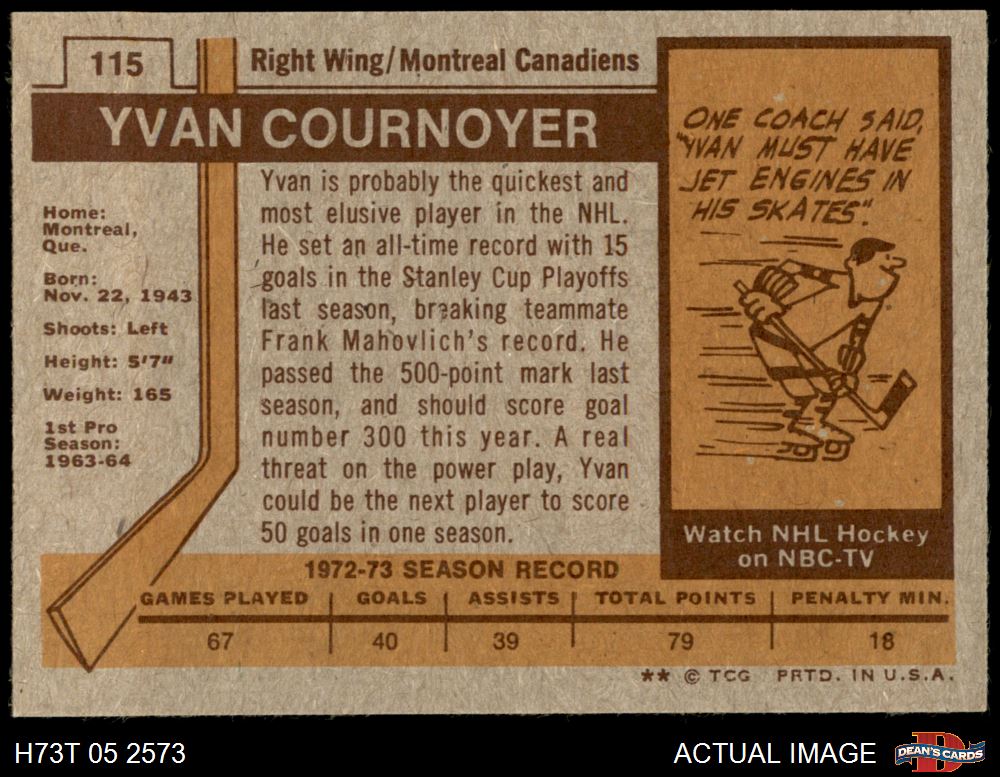 115
Right Wing/Montreal Canadiens
YVAN COURNOYER
Home:
Montreal,
Que.
Born:
Nov. 22, 1943
Shoots: Left
Height: 5'7"
Weight: 165
1st Pro
Season:
1963-64
Yvan is probably the quickest and
most elusive player in the NHL.
He set an all-time record with 15
goals in the Stanley Cup Playoffs
last season, breaking teammate
Frank Mahovlich's record. He
passed the 500-point mark last
season, and should score goal
number 300 this year. A real
threat on the power play, Yvan
could be the next player to score
50 goals in one season.
ONE COACH SAID,
"YVAN MUST HAVE
JET ENGINES IN
HIS SKATES".
Watch NHL Hockey
on NBC-TV
1972-73 SEASON RECORD
GAMES PLAYED GOALS ASSISTS TOTAL POINTS PENALTY MIN.
67 40 39 79 18
** © TCG PRTD. IN U.S.A.
H73T 05 2573 ACTUAL IMAGE DEAN'S CARDS